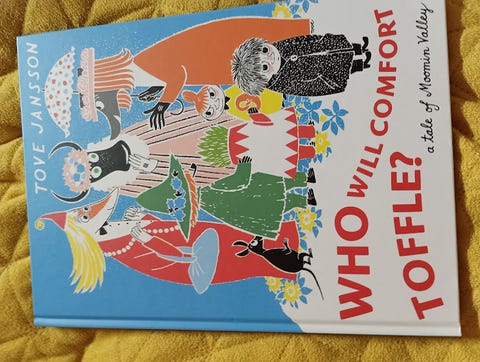 TOVE JANSSON
WHO WILL COMFORT
TOFFLE?
a tale of Moomin Valley